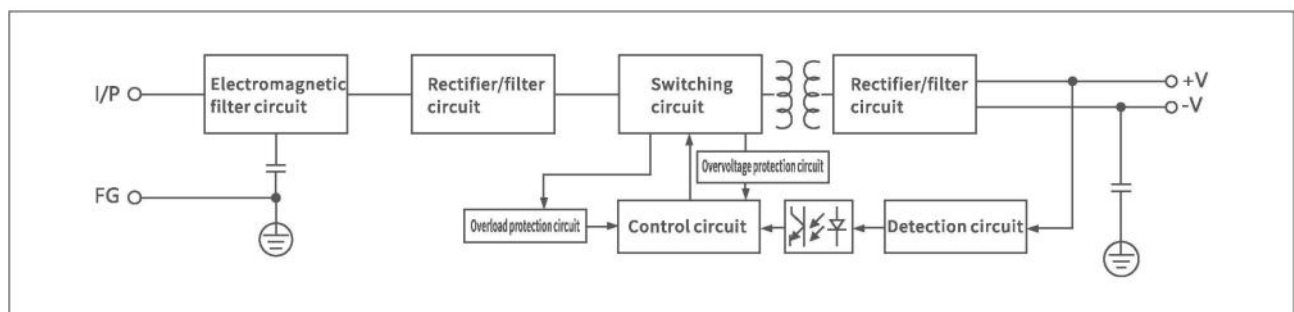 I/P
Electromagnetic
filter circuit
Rectifier/filter
circuit
Switching
circuit
Rectifier/filter
circuit
+V
-V
Overvoltage protection circuit
FG
Overload protection circuit
Control circuit
Detection circuit